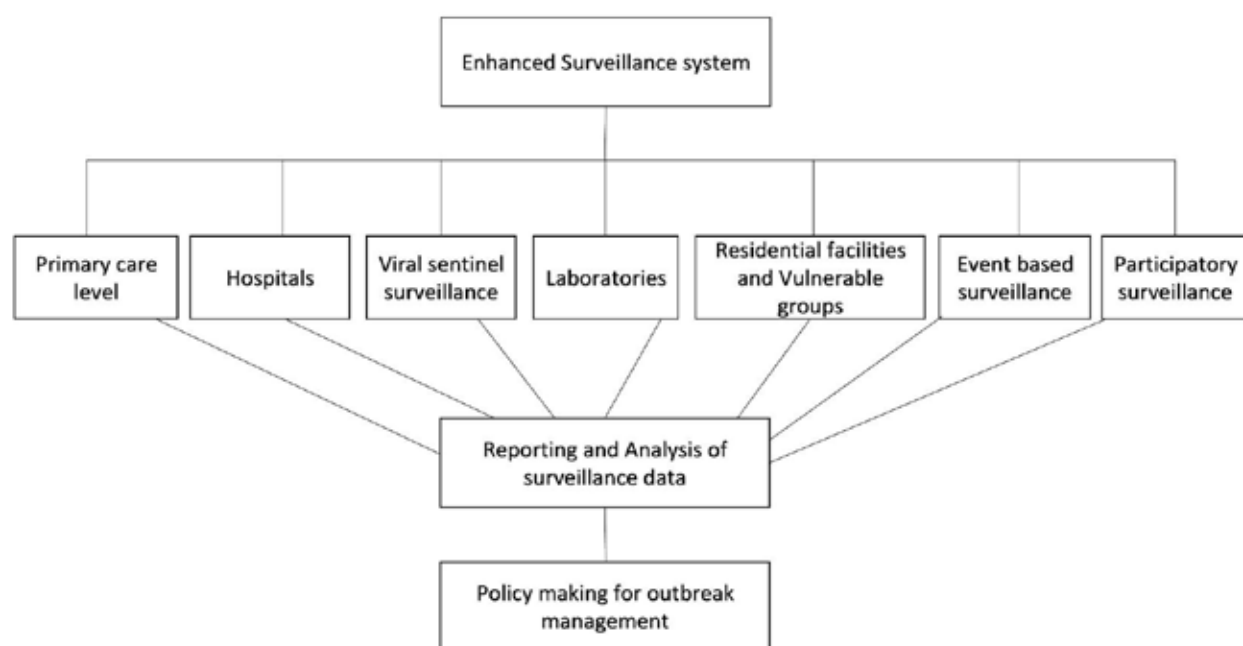 Enhanced Surveillance system
Primary care
level
Hospitals
Viral sentinel
surveillance
Laboratories
Residential facilities
and Vulnerable
groups
Event based
surveillance
Participatory
surveillance
Reporting and Analysis of
surveillance data
Policy making for outbreak
management